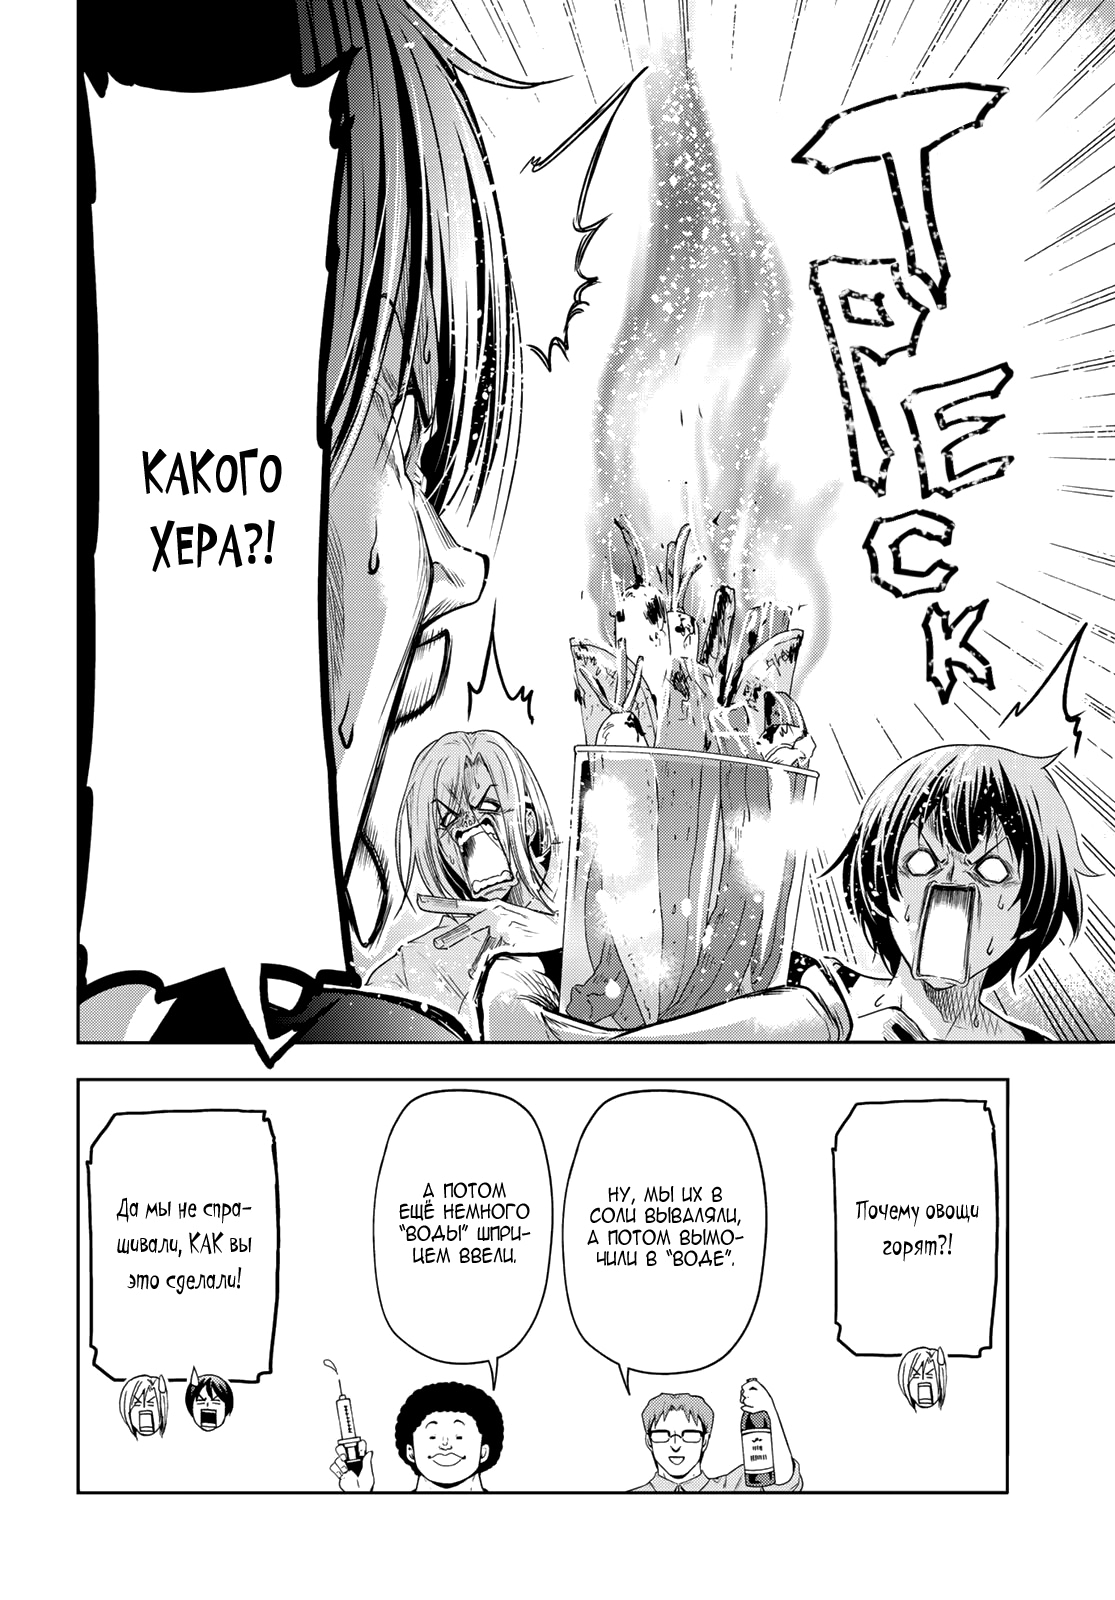 ТРЕСК
КАКОГО
ХЕРА?!
Почему овощи
горят?!
НУ, МЫ ИХ В
СОЛИ ВЫВАЛЯЛИ,
А ПОТОМ ВЫМО-
ЧИЛИ В "ВОДЕ".
А ПОТОМ
ЕЩЁ НЕМНОГО
"ВОДЫ" ШПРИ-
ЦЕМ ВВЕЛИ.
Да мы не спра-
шивали, КАК вы
это сделали!